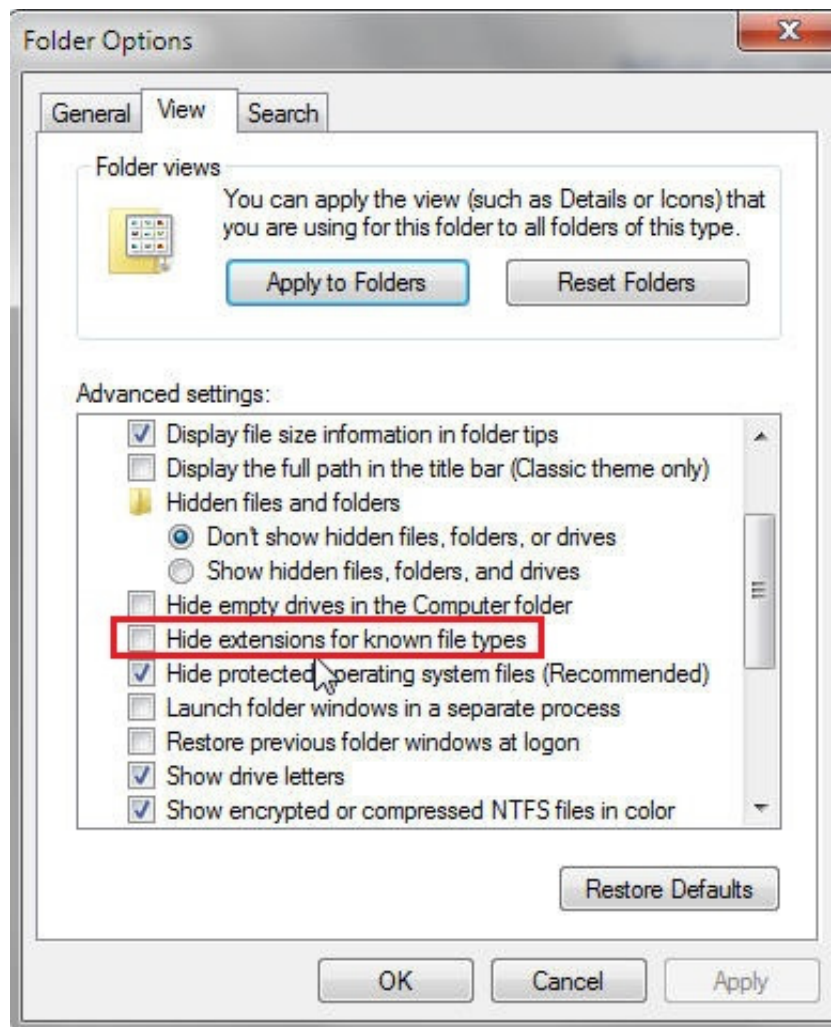 Folder Options
x
General View Search
Folder views
You can apply the view (such as Details or Icons) that
you are using for this folder to all folders of this type.
Apply to Folders Reset Folders
Advanced settings:
Display file size information in folder tips
Display the full path in the title bar (Classic theme only)
Hidden files and folders
Don't show hidden files, folders, or drives
Show hidden files, folders, and drives
Hide empty drives in the Computer folder
Hide extensions for known file types
Hide protected operating system files (Recommended)
Launch folder windows in a separate process
Restore previous folder windows at logon
Show drive letters
Show encrypted or compressed NTFS files in color
Restore Defaults
OK Cancel Apply